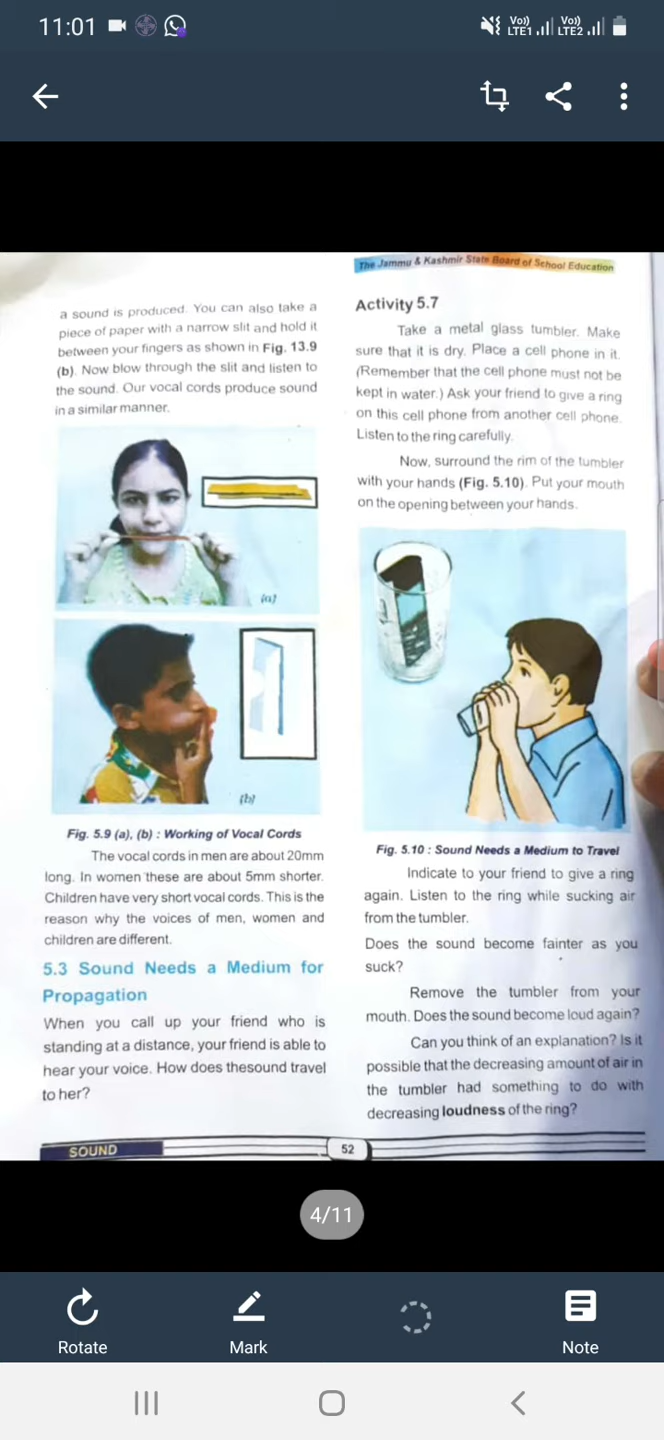 11:01
Vo))
LTE1
Vo))
LTE2
The Jammu & Kashmir State Board of School Education
a sound is produced. You can also take a
piece of paper with a narrow slit and hold it
between your fingers as shown in Fig. 13.9
(b). Now blow through the slit and listen to
the sound. Our vocal cords produce sound
in a similar manner.
(a)
(b)
Fig. 5.9 (a), (b) : Working of Vocal Cords
The vocal cords in men are about 20mm
long. In women these are about 5mm shorter.
Children have very short vocal cords. This is the
reason why the voices of men, women and
children are different.
5.3 Sound Needs a Medium for
Propagation
When you call up your friend who is
standing at a distance, your friend is able to
hear your voice. How does thesound travel
to her?
Activity 5.7
Take a metal glass tumbler. Make
sure that it is dry. Place a cell phone in it.
(Remember that the cell phone must not be
kept in water.) Ask your friend to give a ring
on this cell phone from another cell phone.
Listen to the ring carefully.
Now, surround the rim of the tumbler
with your hands (Fig. 5.10). Put your mouth
on the opening between your hands.
Fig. 5.10 : Sound Needs a Medium to Travel
Indicate to your friend to give a ring
again. Listen to the ring while sucking air
from the tumbler.
Does the sound become fainter as you
suck?
Remove the tumbler from your
mouth. Does the sound become loud again?
Can you think of an explanation? Is it
possible that the decreasing amount of air in
the tumbler had something to do with
decreasing loudness of the ring?
SOUND
52
4/11
Rotate
Mark
Note